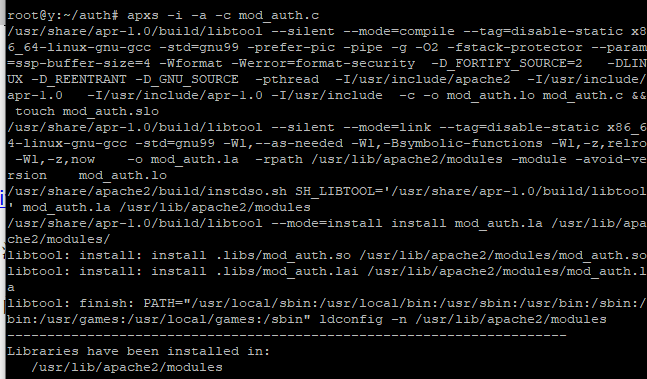 root@y:~/auth# apxs -i -a -c mod_auth.c
/usr/share/apr-1.0/build/libtool --silent --mode=compile --tag=disable-static x8
6_64-linux-gnu-gcc -std=gnu99 -prefer-pic -pipe -g -O2 -fstack-protector --param
=ssp-buffer-size=4 -Wformat -Werror=format-security  -D_FORTIFY_SOURCE=2   -DLIN
UX -D_REENTRANT -D_GNU_SOURCE  -pthread  -I/usr/include/apache2  -I/usr/include/
apr-1.0   -I/usr/include/apr-1.0 -I/usr/include  -c -o mod_auth.lo mod_auth.c &&
 touch mod_auth.slo
/usr/share/apr-1.0/build/libtool --silent --mode=link --tag=disable-static x86_6
4-linux-gnu-gcc -std=gnu99 -Wl,--as-needed -Wl,-Bsymbolic-functions -Wl,-z,relro
 -Wl,-z,now    -o mod_auth.la  -rpath /usr/lib/apache2/modules -module -avoid-ve
rsion    mod_auth.lo
/usr/share/apache2/build/instdso.sh SH_LIBTOOL='/usr/share/apr-1.0/build/libtool
' mod_auth.la /usr/lib/apache2/modules
/usr/share/apr-1.0/build/libtool --mode=install install mod_auth.la /usr/lib/apa
che2/modules/
libtool: install: install .libs/mod_auth.so /usr/lib/apache2/modules/mod_auth.so
libtool: install: install .libs/mod_auth.lai /usr/lib/apache2/modules/mod_auth.l
a
libtool: finish: PATH="/usr/local/sbin:/usr/local/bin:/usr/sbin:/usr/bin:/sbin:/
bin:/usr/games:/usr/local/games:/sbin" ldconfig -n /usr/lib/apache2/modules
----------------------------------------------------------------------
Libraries have been installed in:
   /usr/lib/apache2/modules